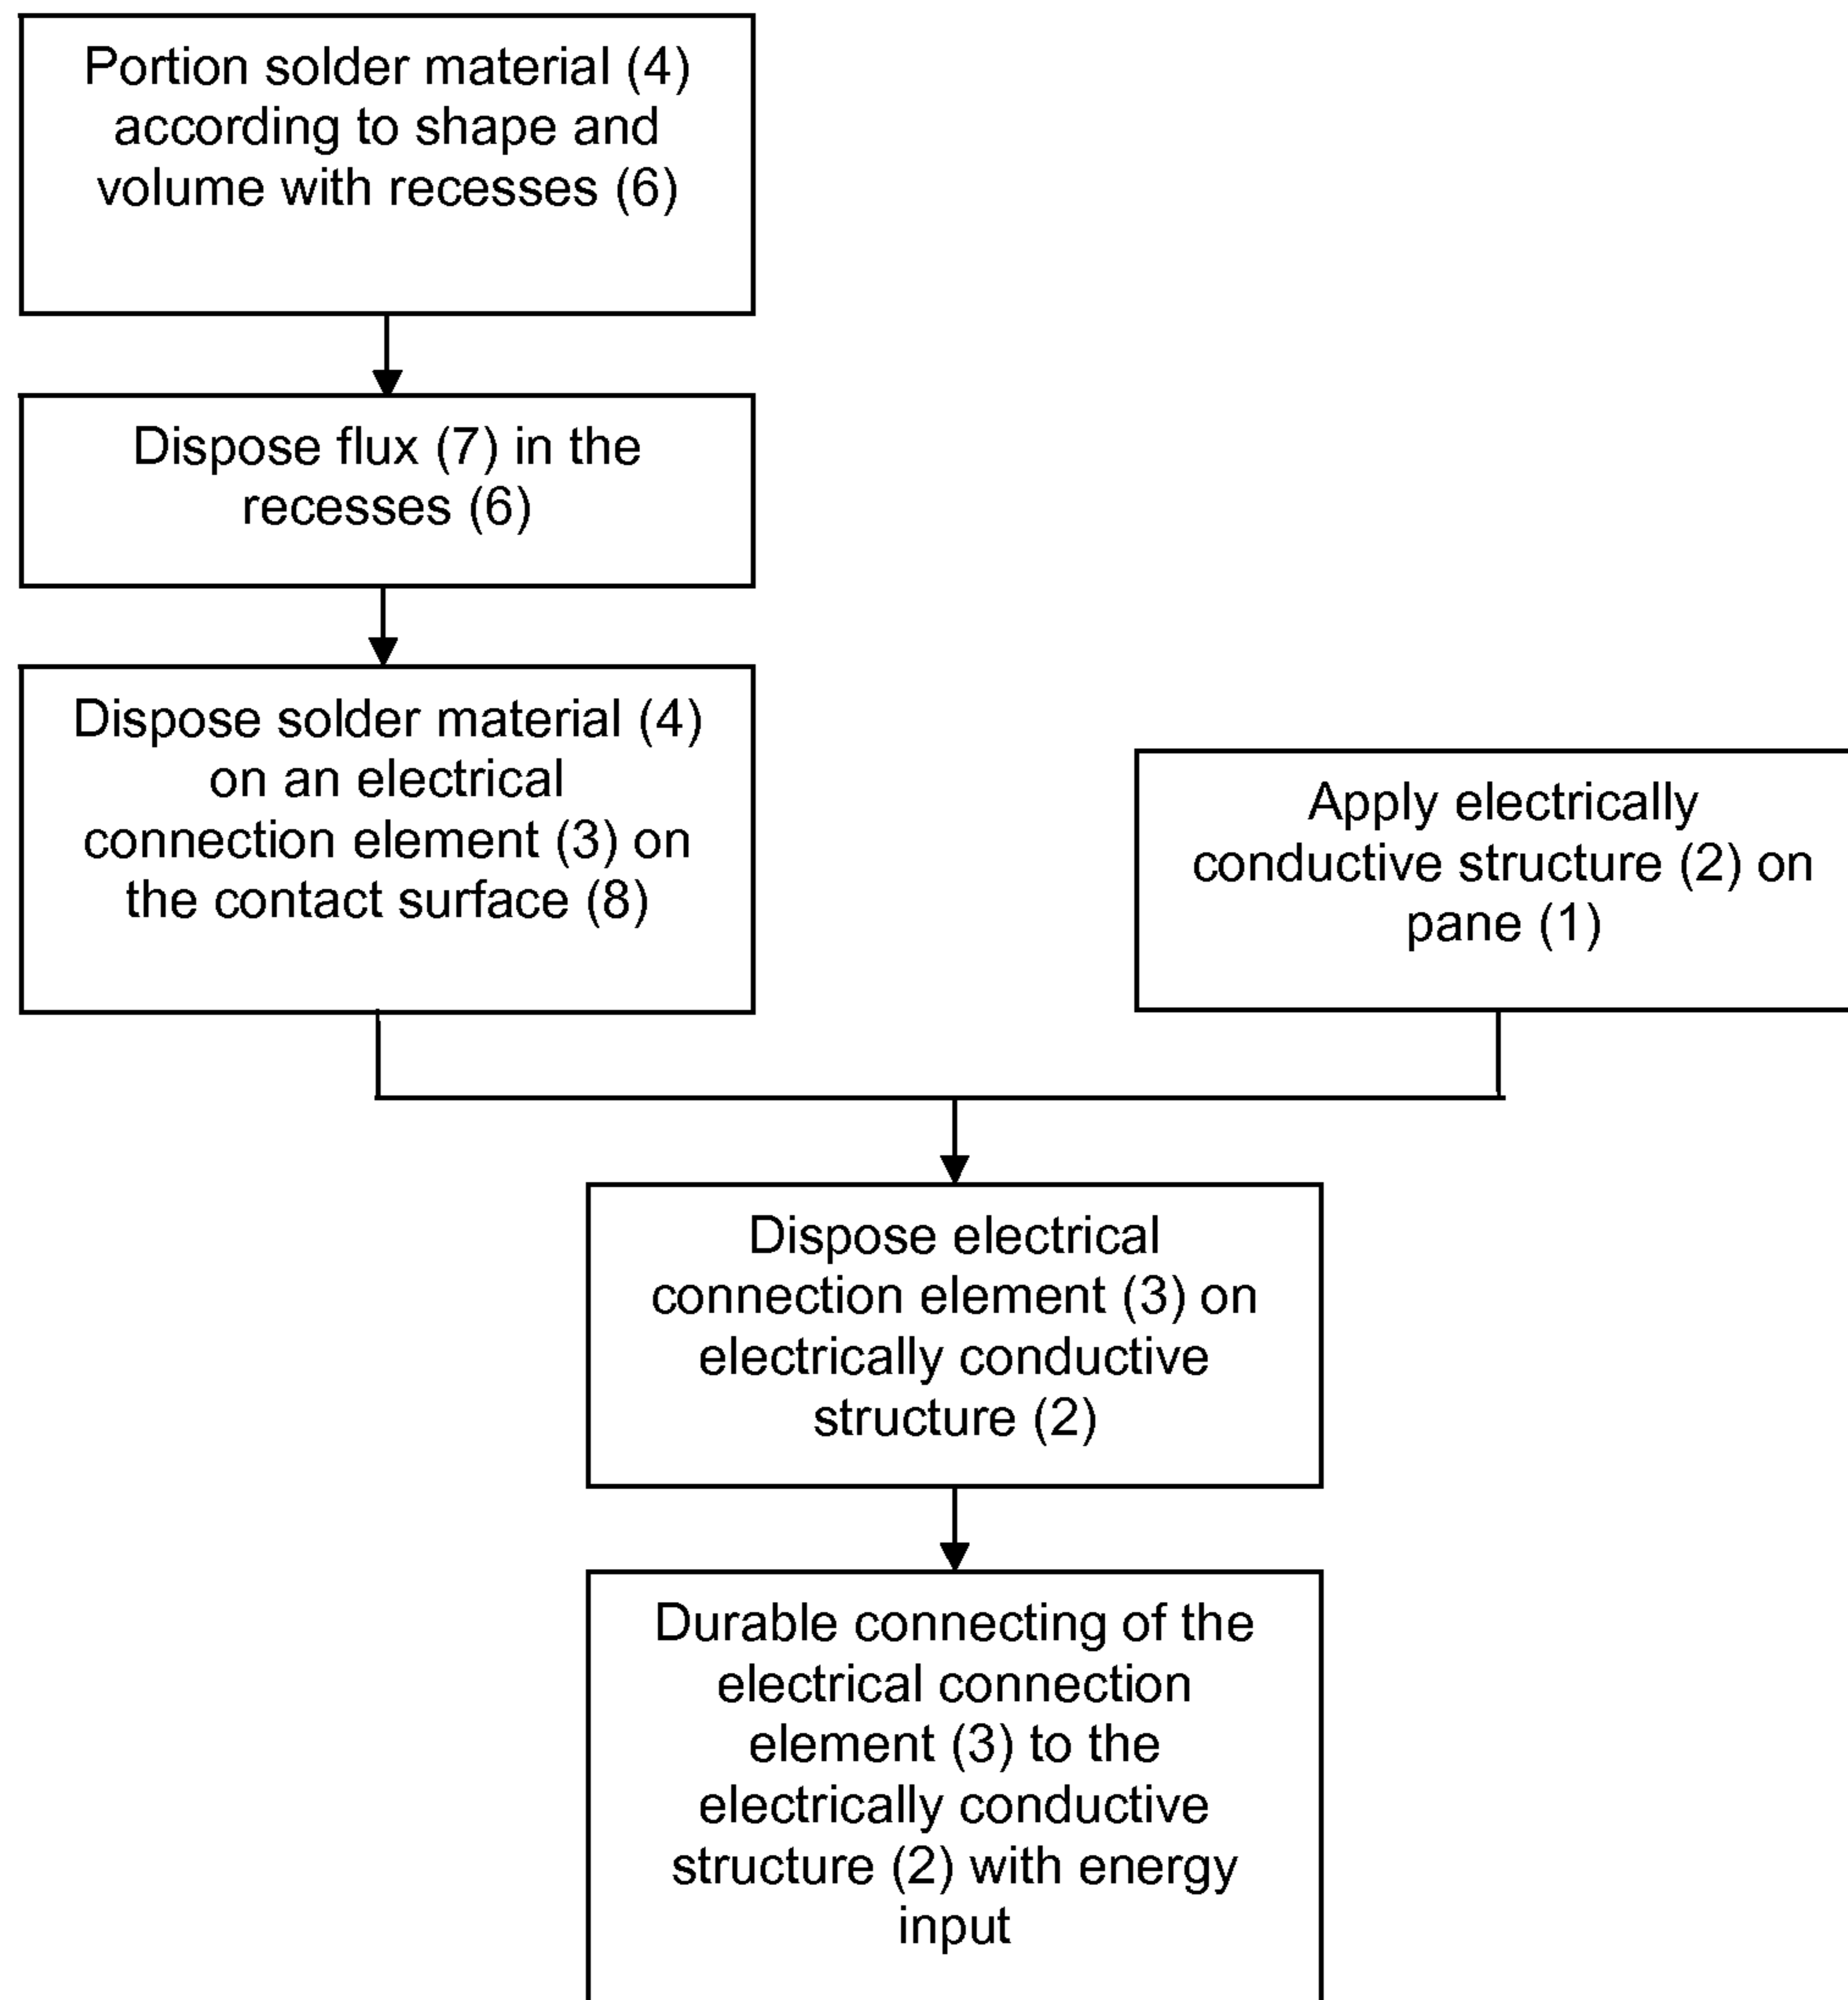 Portion solder material (4)
according to shape and
volume with recesses (6)
Dispose flux (7) in the
recesses (6)
Dispose solder material (4)
on an electrical
connection element (3) on
the contact surface (8)
Apply electrically
conductive structure (2) on
pane (1)
Dispose electrical
connection element (3) on
electrically conductive
structure (2)
Durable connecting of the
electrical connection
element (3) to the
electrically conductive
structure (2) with energy
input